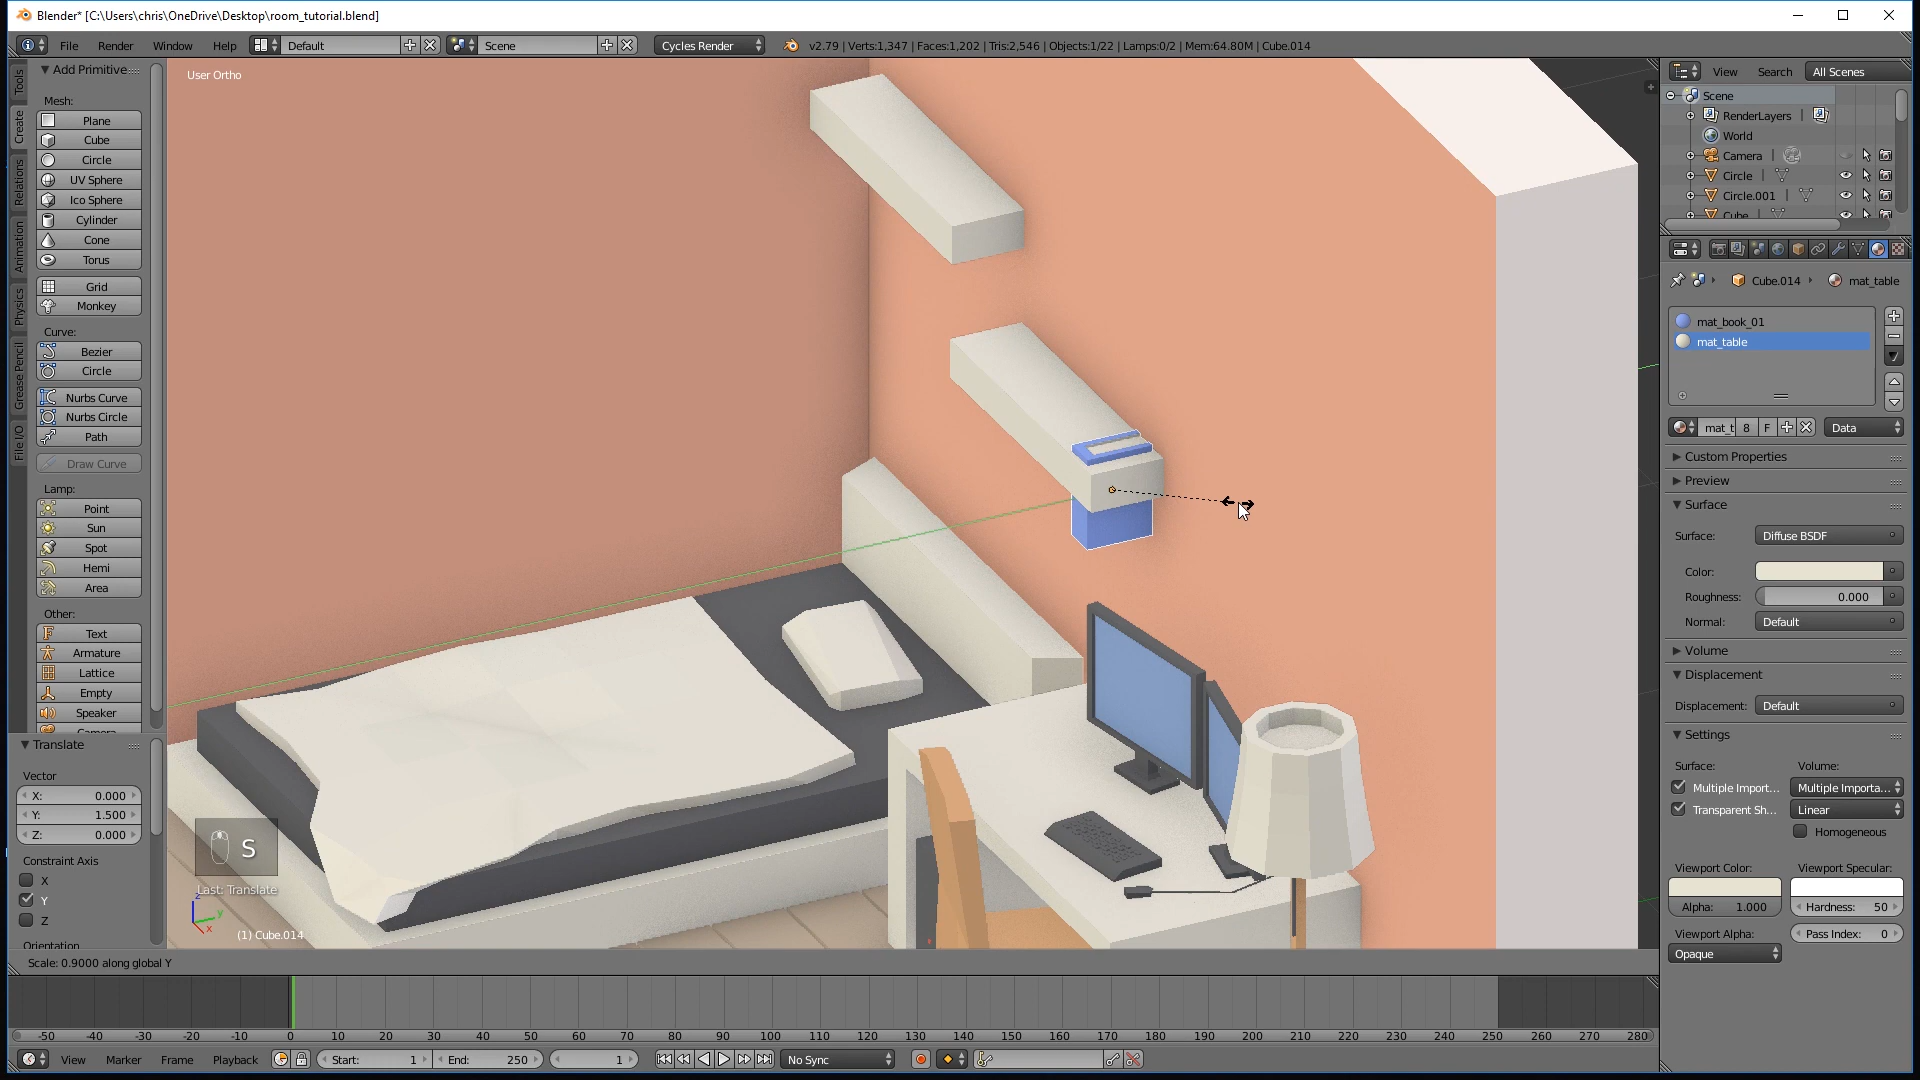 Blender* [C:\Users\chris\OneDrive\Desktop\room_tutorial.blend]
File Render Window Help Default Scene Cycles Render v2.79 | Verts:1,347 | Faces:1,202 | Tris:2,546 | Objects:1/22 | Lamps:0/2 | Mem:64.80M | Cube.014
Tools
Create
Relations
Animation
Physics
Grease Pencil
File I/O
Add Primitive
Mesh:
Plane
Cube
Circle
UV Sphere
Ico Sphere
Cylinder
Cone
Torus
Grid
Monkey
Curve:
Bezier
Circle
Nurbs Curve
Nurbs Circle
Path
Draw Curve
Lamp:
Point
Sun
Spot
Hemi
Area
Other:
Text
Armature
Lattice
Empty
Speaker
Camera
Translate
Vector
X: 0.000
Y: 1.500
Z: 0.000
Constraint Axis
X
Y
Z
Orientation
User Ortho
S
Last: Translate
z
y
x
(1) Cube.014
Scale: 0.9000 along global Y
View Search All Scenes
Scene
RenderLayers
World
Camera
Circle
Circle.001
Cube
Cube.014 mat_table
mat_book_01
mat_table
mat_t 8 F Data
Custom Properties
Preview
Surface
Surface: Diffuse BSDF
Color:
Roughness: 0.000
Normal: Default
Volume
Displacement
Displacement: Default
Settings
Surface: Volume:
Multiple Import... Multiple Importa...
Transparent Sh... Linear
Homogeneous
Viewport Color: Viewport Specular:
Alpha: 1.000 Hardness: 50
Viewport Alpha: Pass Index: 0
Opaque
-50 -40 -30 -20 -10 0 10 20 30 40 50 60 70 80 90 100 110 120 130 140 150 160 170 180 190 200 210 220 230 240 250 260 270 280
View Marker Frame Playback Start: 1 End: 250 1 No Sync